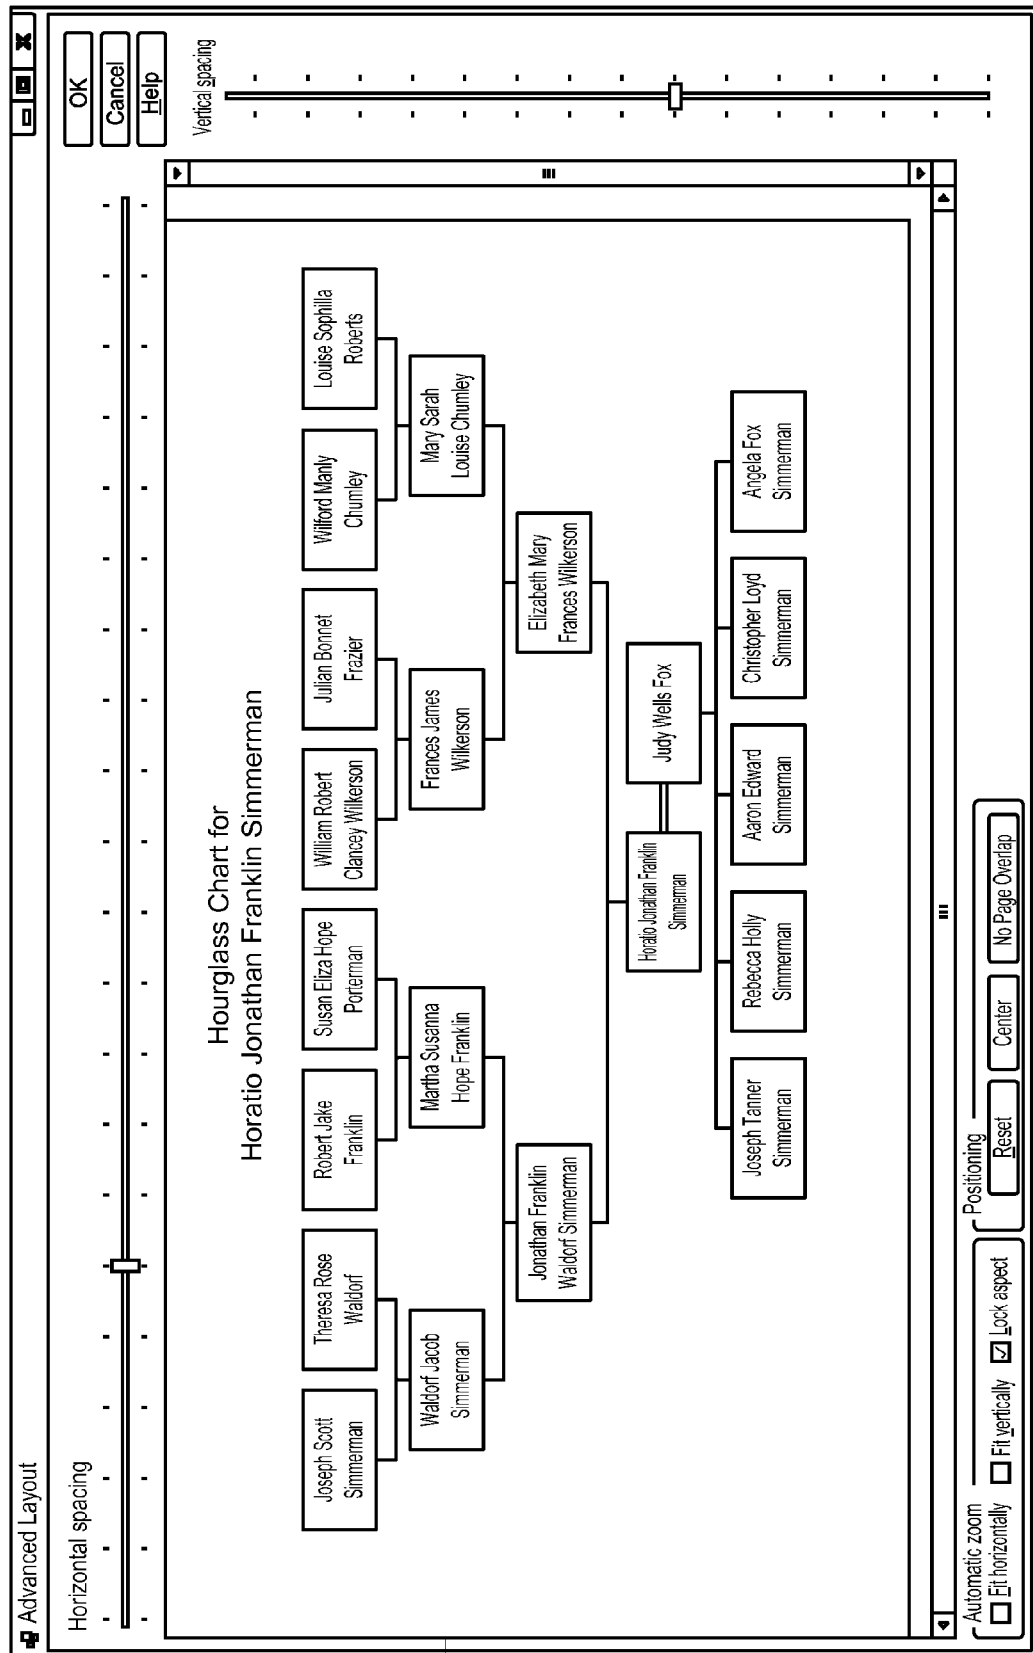 Advanced Layout
Horizontal spacing
OK
Cancel
Help
Vertical spacing
Hourglass Chart for
Horatio Jonathan Franklin Simmerman
Joseph Scott
Simmerman
Theresa Rose
Waldorf
Robert Jake
Franklin
Susan Eliza Hope
Porterman
William Robert
Clancey Wilkerson
Julian Bonnet
Frazier
Wilford Manly
Chumley
Louise Sophilla
Roberts
Waldorf Jacob
Simmerman
Martha Susanna
Hope Franklin
Frances James
Wilkerson
Mary Sarah
Louise Chumley
Jonathan Franklin
Waldorf Simmerman
Elizabeth Mary
Frances Wilkerson
Horatio Jonathan Franklin
Simmerman
Judy Wells Fox
Joseph Tanner
Simmerman
Rebecca Holly
Simmerman
Aaron Edward
Simmerman
Christopher Loyd
Simmerman
Angela Fox
Simmerman
Automatic zoom
Fit horizontally
Fit vertically
Lock aspect
Positioning
Reset
Center
No Page Overlap